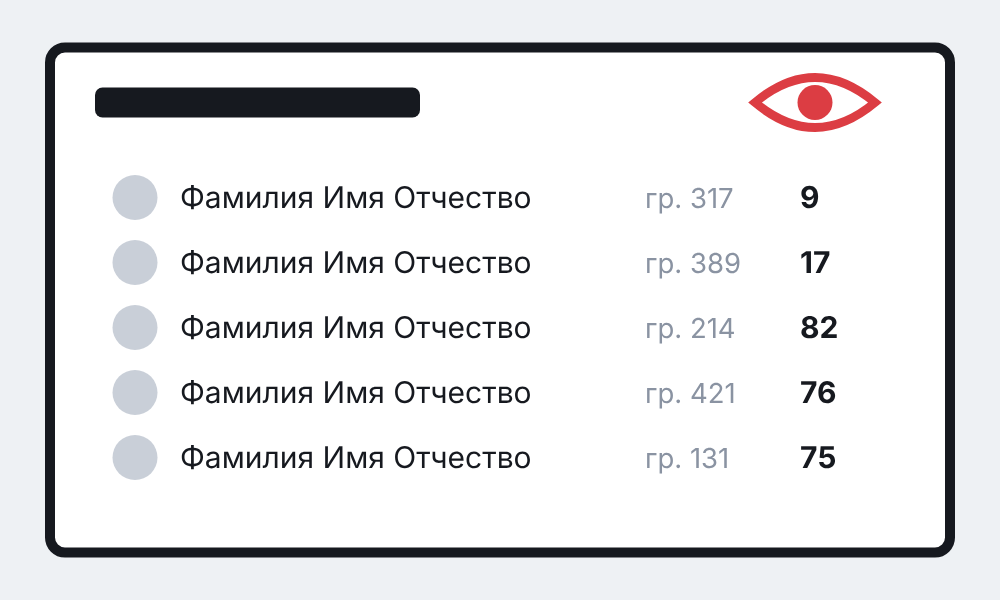 Фамилия Имя Отчество гр. 317 9
Фамилия Имя Отчество гр. 389 17
Фамилия Имя Отчество гр. 214 82
Фамилия Имя Отчество гр. 421 76
Фамилия Имя Отчество гр. 131 75